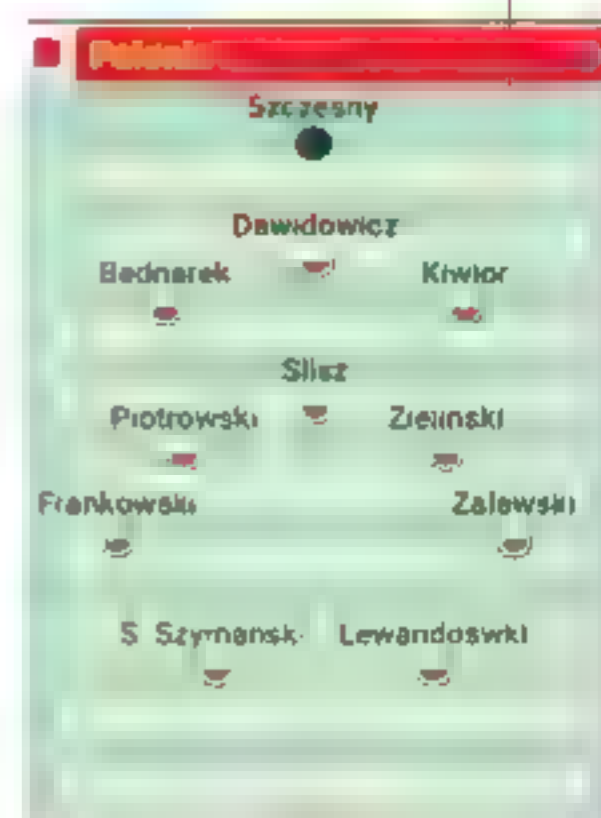 Szczesny
Dawidowicz
Bednarek Kiwior
Slisz
Piotrowski Zielinski
Frankowski Zalewski
S Szymanski Lewandoswki